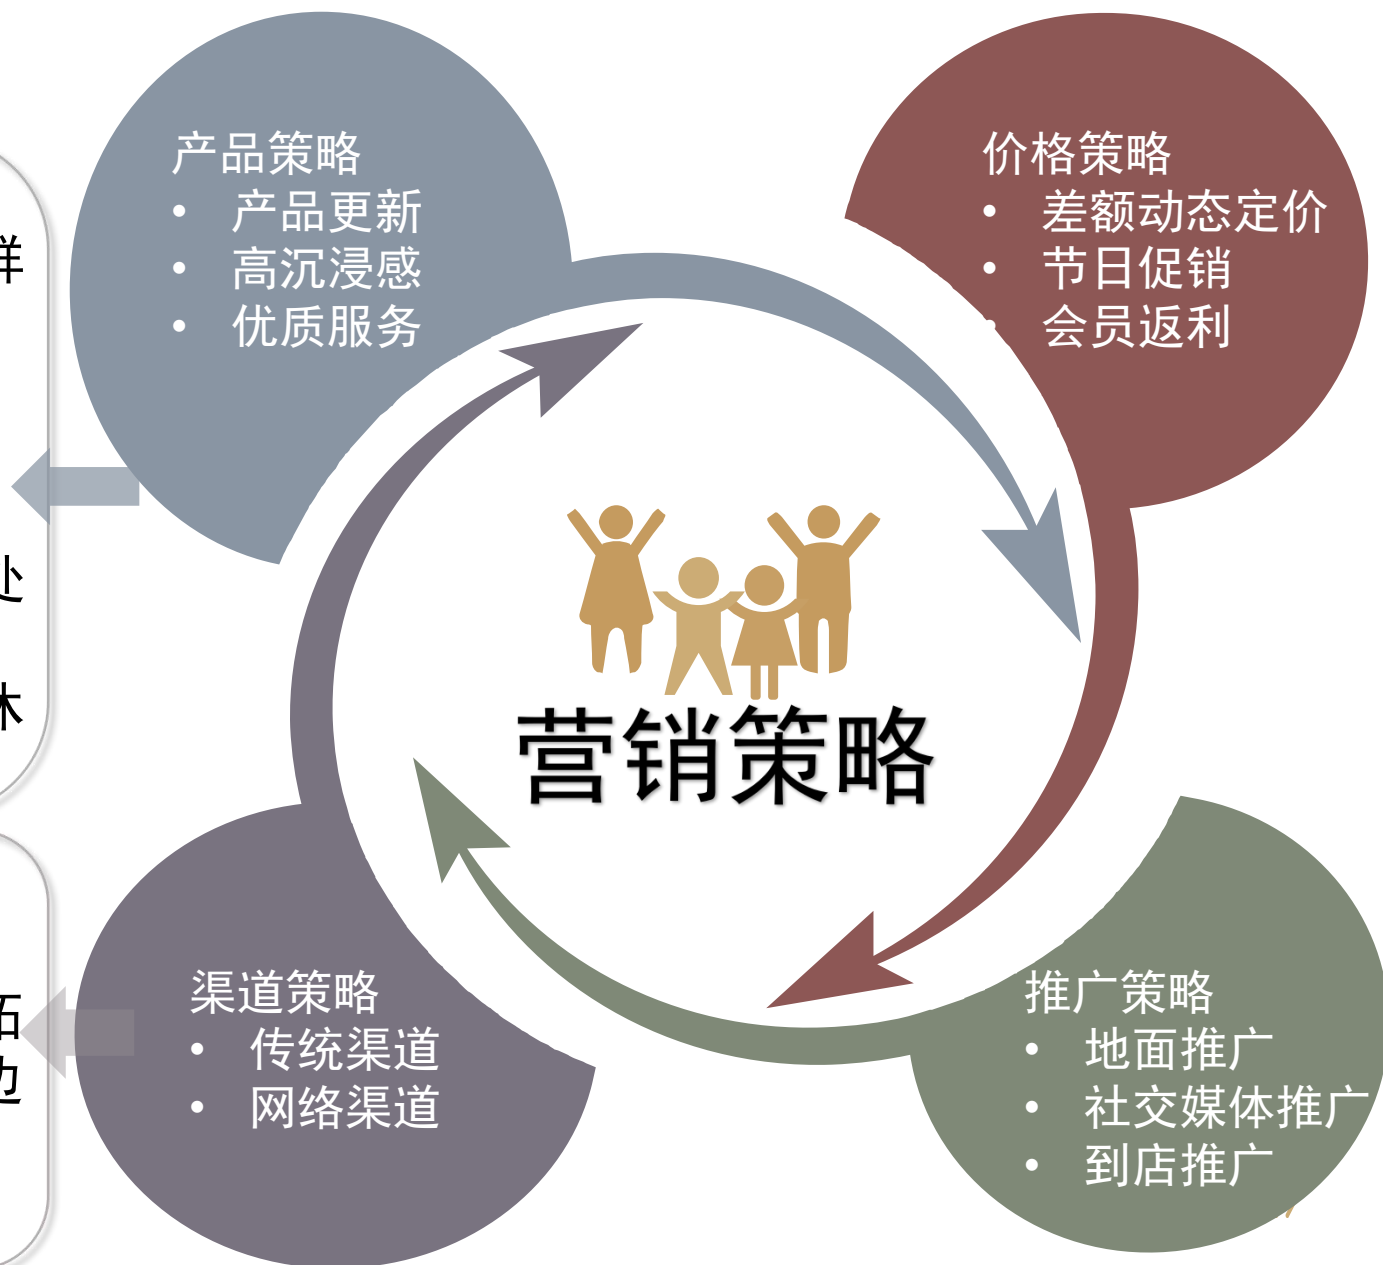 产品策略
• 产品更新
• 高沉浸感
• 优质服务
价格策略
• 差额动态定价
• 节日促销
• 会员返利
营销策略
渠道策略
• 传统渠道
• 网络渠道
推广策略
• 地面推广
• 社交媒体推广
• 到店推广
处